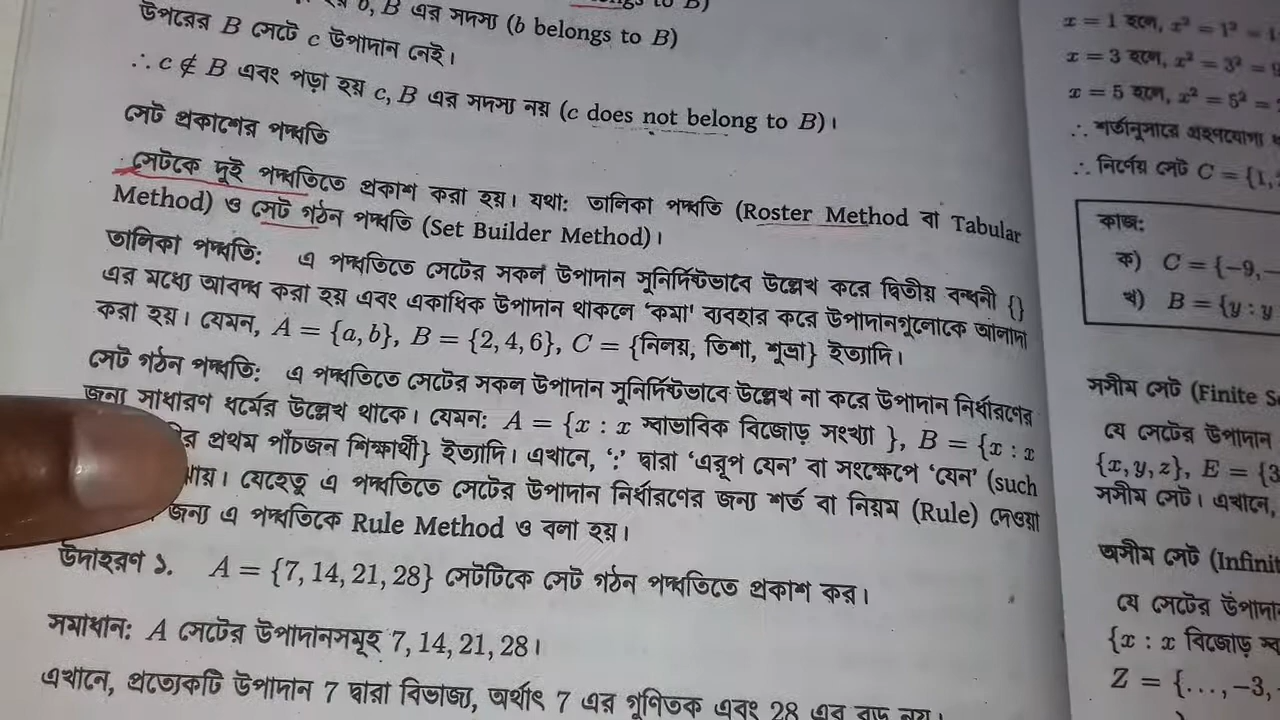 b, B এর সদস্য (b belongs to B)
উপরের B সেটে c উপাদান নেই।
∴ c ∉ B এবং পড়া হয় c, B এর সদস্য নয় (c does not belong to B)।
সেট প্রকাশের পদ্ধতি
সেটকে দুই পদ্ধতিতে প্রকাশ করা হয়। যথা: তালিকা পদ্ধতি (Roster Method বা Tabular
Method) ও সেট গঠন পদ্ধতি (Set Builder Method)।
তালিকা পদ্ধতি: এ পদ্ধতিতে সেটের সকল উপাদান সুনির্দিষ্টভাবে উল্লেখ করে দ্বিতীয় বন্ধনী {}
এর মধ্যে আবদ্ধ করা হয় এবং একাধিক উপাদান থাকলে ‘কমা’ ব্যবহার করে উপাদানগুলোকে আলাদা
করা হয়। যেমন, A = {a, b}, B = {2, 4, 6}, C = {নিলয়, তিশা, শুভ্রা} ইত্যাদি।
সেট গঠন পদ্ধতি: এ পদ্ধতিতে সেটের সকল উপাদান সুনির্দিষ্টভাবে উল্লেখ না করে উপাদান নির্ধারণের
জন্য সাধারণ ধর্মের উল্লেখ থাকে। যেমন: A = {x : x স্বাভাবিক বিজোড় সংখ্যা }, B = {x : x
প্রথম পাঁচজন শিক্ষার্থী} ইত্যাদি। এখানে, ‘:’ দ্বারা ‘এরূপ যেন’ বা সংক্ষেপে ‘যেন’ (such
যেহেতু এ পদ্ধতিতে সেটের উপাদান নির্ধারণের জন্য শর্ত বা নিয়ম (Rule) দেওয়া
জন্য এ পদ্ধতিকে Rule Method ও বলা হয়।
উদাহরণ ১. A = {7, 14, 21, 28} সেটটিকে সেট গঠন পদ্ধতিতে প্রকাশ কর।
সমাধান: A সেটের উপাদানসমূহ 7, 14, 21, 28।
এখানে, প্রত্যেকটি উপাদান 7 দ্বারা বিভাজ্য, অর্থাৎ 7 এর গুণিতক এবং 28 এর বড় নয়।
x = 1 হলে, x² = 1² =
x = 3 হলে, x² = 3² =
x = 5 হলে, x² = 5² =
∴ শর্তানুসারে গ্রহণযোগ্য
∴ নির্ণেয় সেট C = {1,
কাজ:
ক) C = {−9,
খ) B = {y : y
সসীম সেট (Finite
যে সেটের উপাদান
{x, y, z}, E = {3
সসীম সেট। এখানে,
অসীম সেট (Infinit
যে সেটের উপাদা
{x : x বিজোড়
Z = {..., −3,